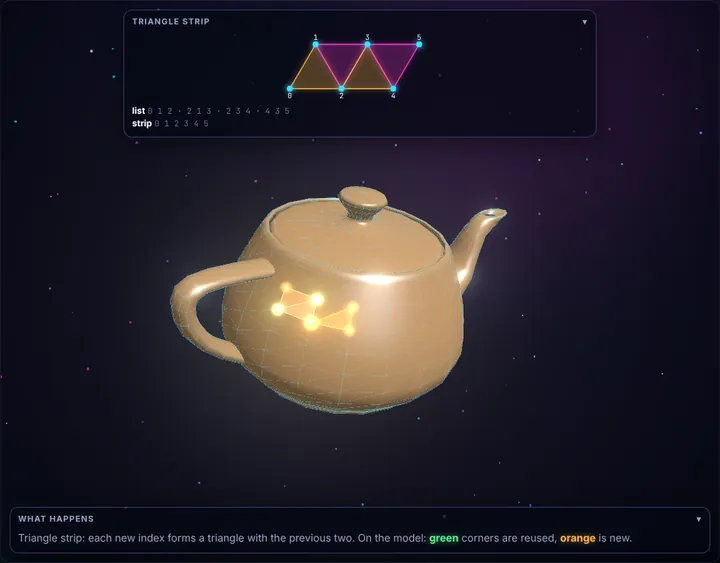 TRIANGLE STRIP ▼
1 3 5
0 2 4
list 0 1 2 · 2 1 3 · 2 3 4 · 4 3 5
strip 0 1 2 3 4 5
WHAT HAPPENS ▼
Triangle strip: each new index forms a triangle with the previous two. On the model: green corners are reused, orange is new.